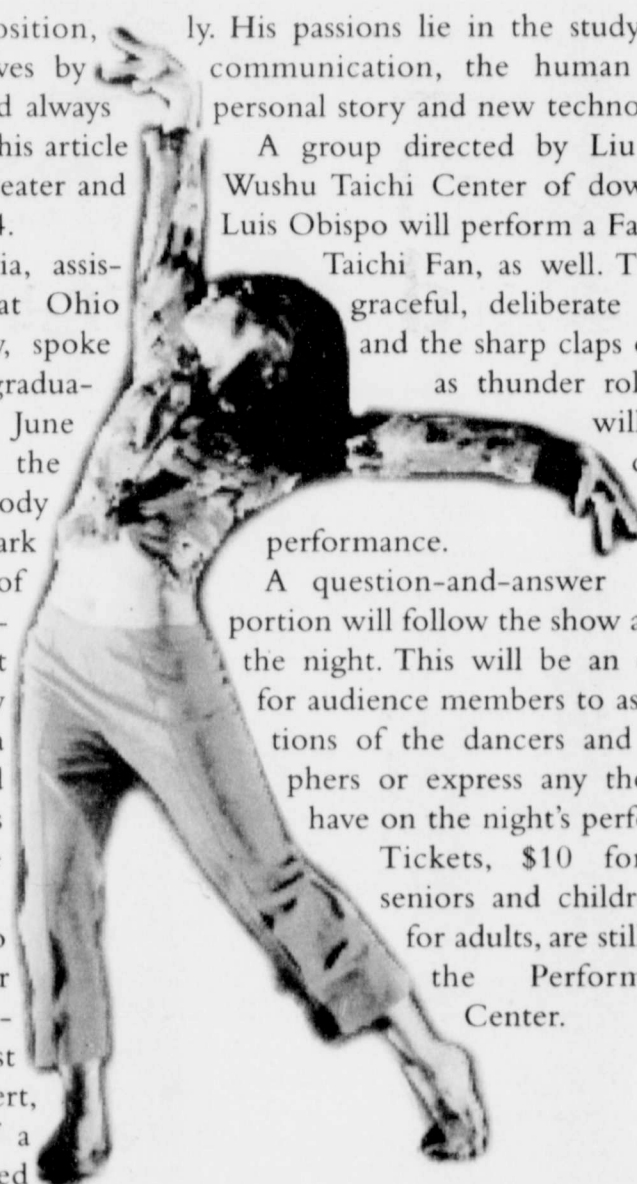 osition,
ves by
d always
his article
eater and
4.
ia, assis-
at Ohio
y, spoke
gradua-
June
the
ody
ark
of
-
t
y
d
s
o
r
-
st
ert,
a
ed
ly. His passions lie in the study
communication, the human
personal story and new techno
A group directed by Liu
Wushu Taichi Center of dow
Luis Obispo will perform a Fa
Taichi Fan, as well. T
graceful, deliberate
and the sharp claps
as thunder rol
will
performance.
A question-and-answer
portion will follow the show a
the night. This will be an
for audience members to as
tions of the dancers and
phers or express any the
have on the night's perf
Tickets, $10 for
seniors and childr
for adults, are stil
the Perform
Center.